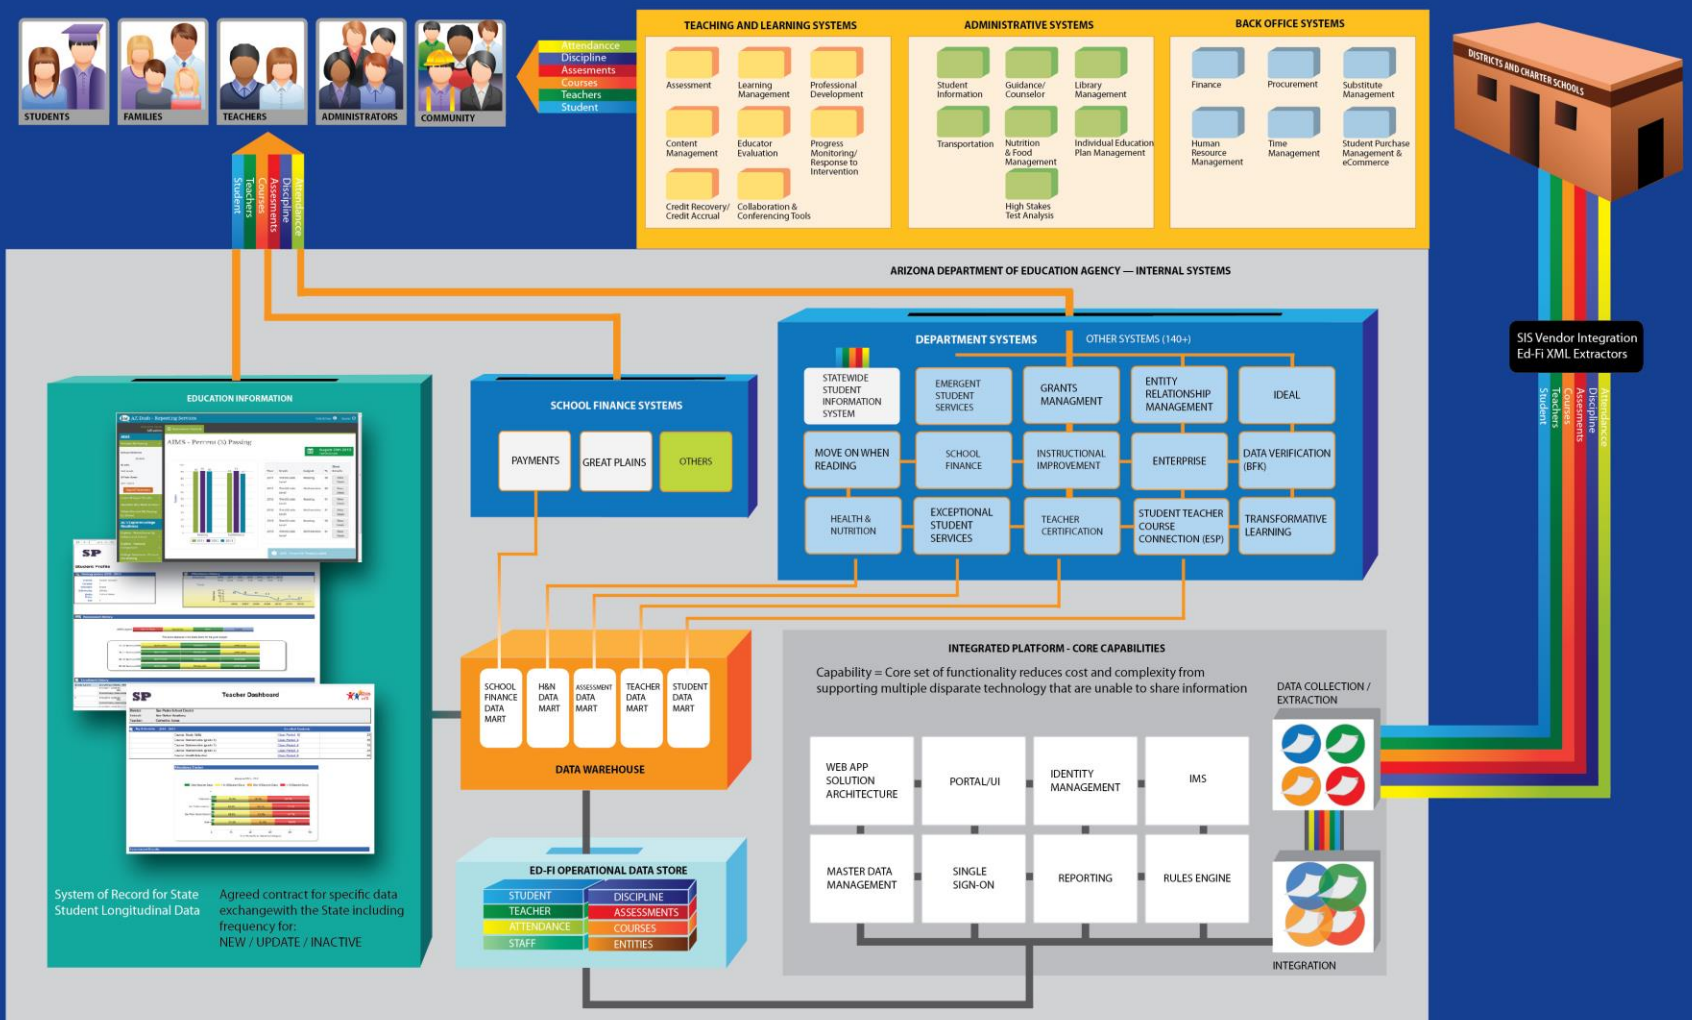 STUDENTS
FAMILIES
TEACHERS
ADMINISTRATORS
COMMUNITY
Attendancce
Discipline
Assesments
Courses
Teachers
Student
TEACHING AND LEARNING SYSTEMS
Assessment
Learning
Management
Professional
Development
Content
Management
Educator
Evaluation
Progress
Monitoring/
Response to
Intervention
Credit Recovery/
Credit Accrual
Collaboration &
Conferencing Tools
ADMINISTRATIVE SYSTEMS
Student
Information
Guidance/
Counselor
Library
Management
Transportation
Nutrition
& Food
Management
Individual Education
Plan Management
High Stakes
Test Analysis
BACK OFFICE SYSTEMS
Finance
Procurement
Substitute
Management
Human
Resource
Management
Time
Management
Student Purchase
Management &
eCommerce
DISTRICTS AND CHARTER SCHOOLS
Student
Teachers
Courses
Assesments
Discipline
Attendancce
ARIZONA DEPARTMENT OF EDUCATION AGENCY — INTERNAL SYSTEMS
SIS Vendor Integration
Ed-Fi XML Extractors
Student
Teachers
Courses
Assesments
Discipline
Attendancce
EDUCATION INFORMATION
AIMS - Percent (%) Passing
SP
Student Profile
SP
Teacher Dashboard
System of Record for State
Student Longitudinal Data
Agreed contract for specific data
exchangewith the State including
frequency for:
NEW / UPDATE / INACTIVE
SCHOOL FINANCE SYSTEMS
PAYMENTS
GREAT PLAINS
OTHERS
DEPARTMENT SYSTEMS
OTHER SYSTEMS (140+)
STATEWIDE
STUDENT
INFORMATION
SYSTEM
EMERGENT
STUDENT
SERVICES
GRANTS
MANAGMENT
ENTITY
RELATIONSHIP
MANAGEMENT
IDEAL
MOVE ON WHEN
READING
SCHOOL
FINANCE
INSTRUCTIONAL
IMPROVEMENT
ENTERPRISE
DATA VERIFICATION
(BFK)
HEALTH &
NUTRITION
EXCEPTIONAL
STUDENT
SERVICES
TEACHER
CERTIFICATION
STUDENT TEACHER
COURSE
CONNECTION (ESP)
TRANSFORMATIVE
LEARNING
SCHOOL
FINANCE
DATA
MART
H&N
DATA
MART
ASSESSMENT
DATA
MART
TEACHER
DATA
MART
STUDENT
DATA
MART
DATA WAREHOUSE
ED-FI OPERATIONAL DATA STORE
STUDENT
DISCIPLINE
TEACHER
ASSESSMENTS
ATTENDANCE
COURSES
STAFF
ENTITIES
INTEGRATED PLATFORM - CORE CAPABILITIES
Capability = Core set of functionality reduces cost and complexity from
supporting multiple disparate technology that are unable to share information
DATA COLLECTION /
EXTRACTION
WEB APP
SOLUTION
ARCHITECTURE
PORTAL/UI
IDENTITY
MANAGEMENT
IMS
MASTER DATA
MANAGEMENT
SINGLE
SIGN-ON
REPORTING
RULES ENGINE
INTEGRATION